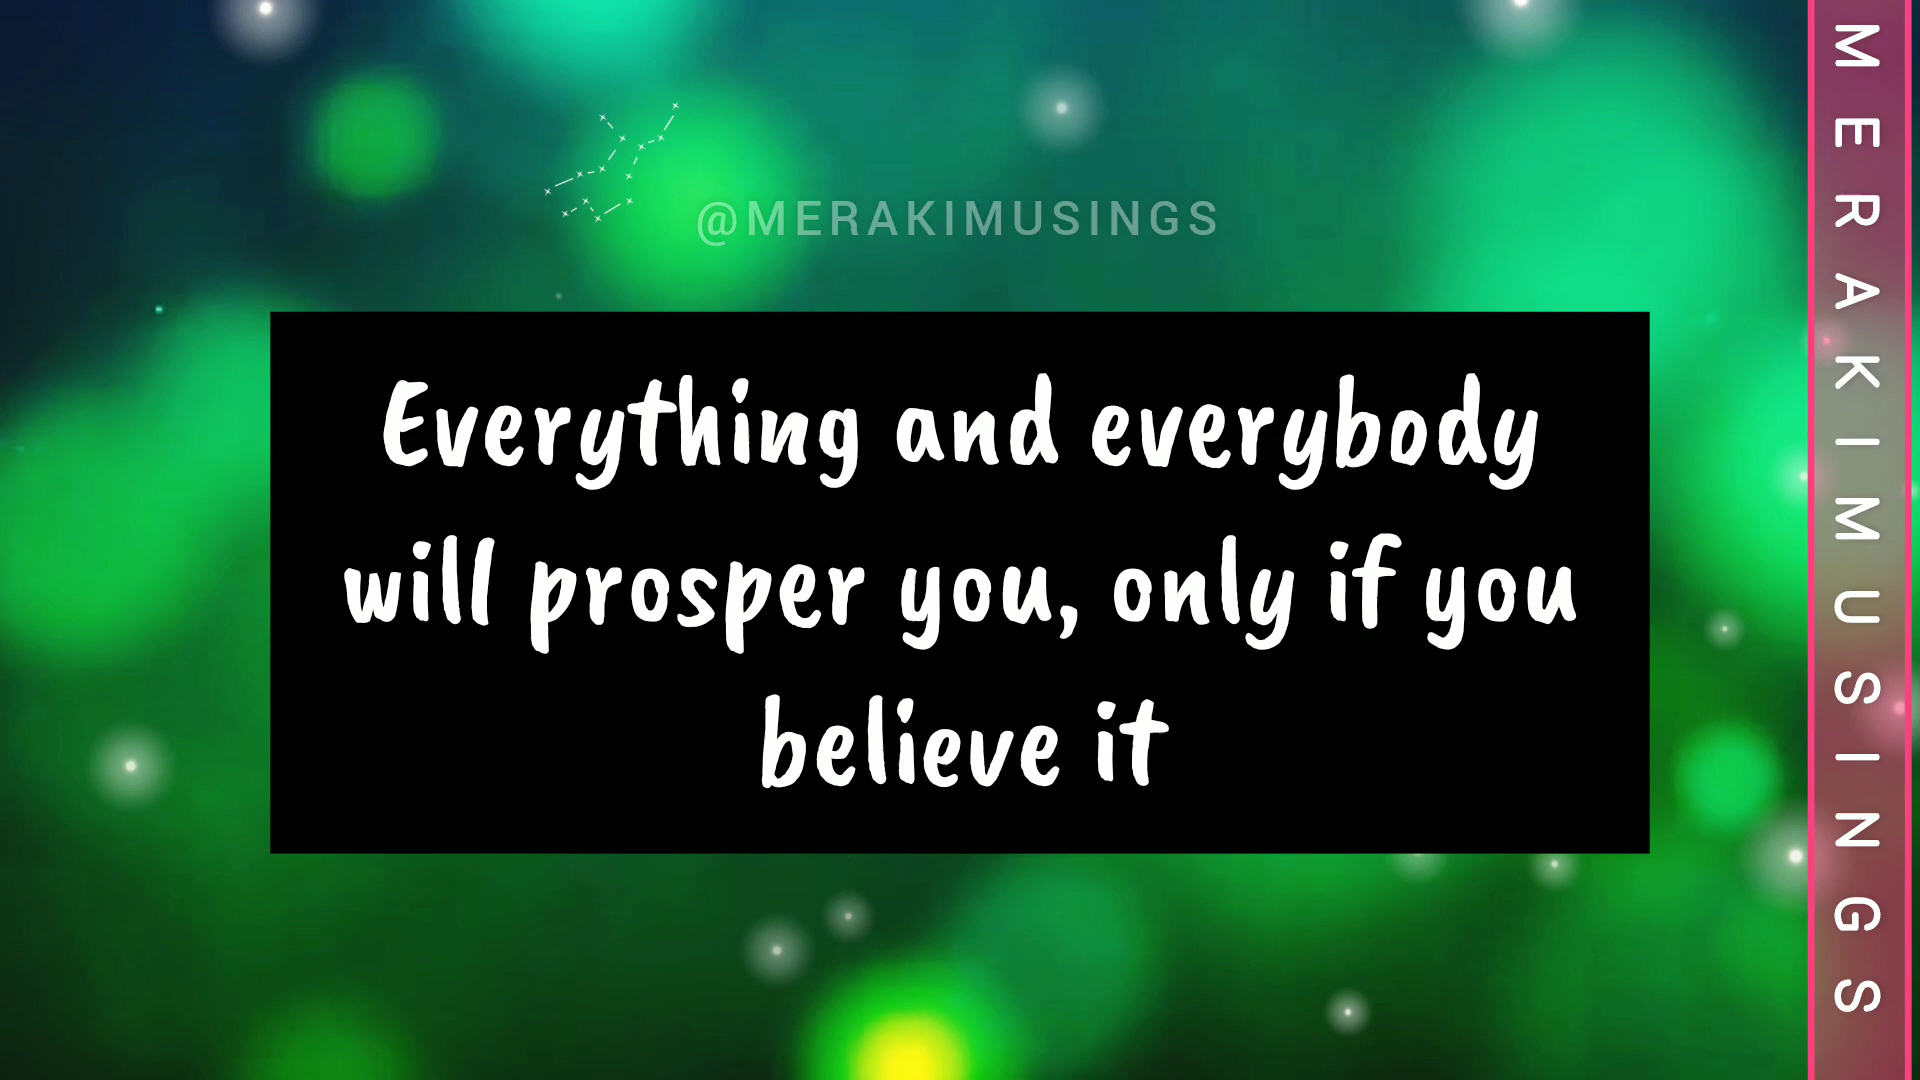 @MERAKIMUSINGS
Everything and everybody
will prosper you, only if you
believe it
MERAKIMUSINGS